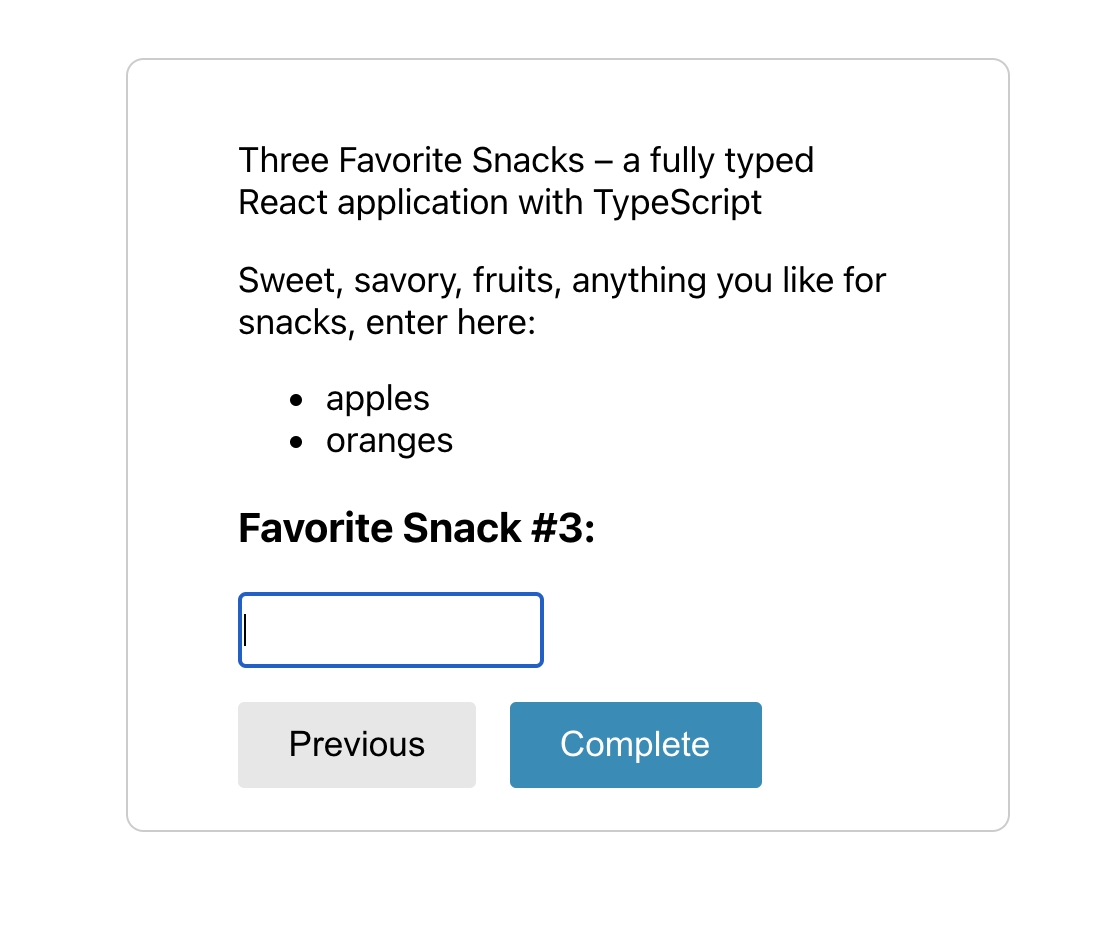 Three Favorite Snacks – a fully typed
React application with TypeScript
Sweet, savory, fruits, anything you like for
snacks, enter here:
• apples
• oranges
Favorite Snack #3:
Previous Complete